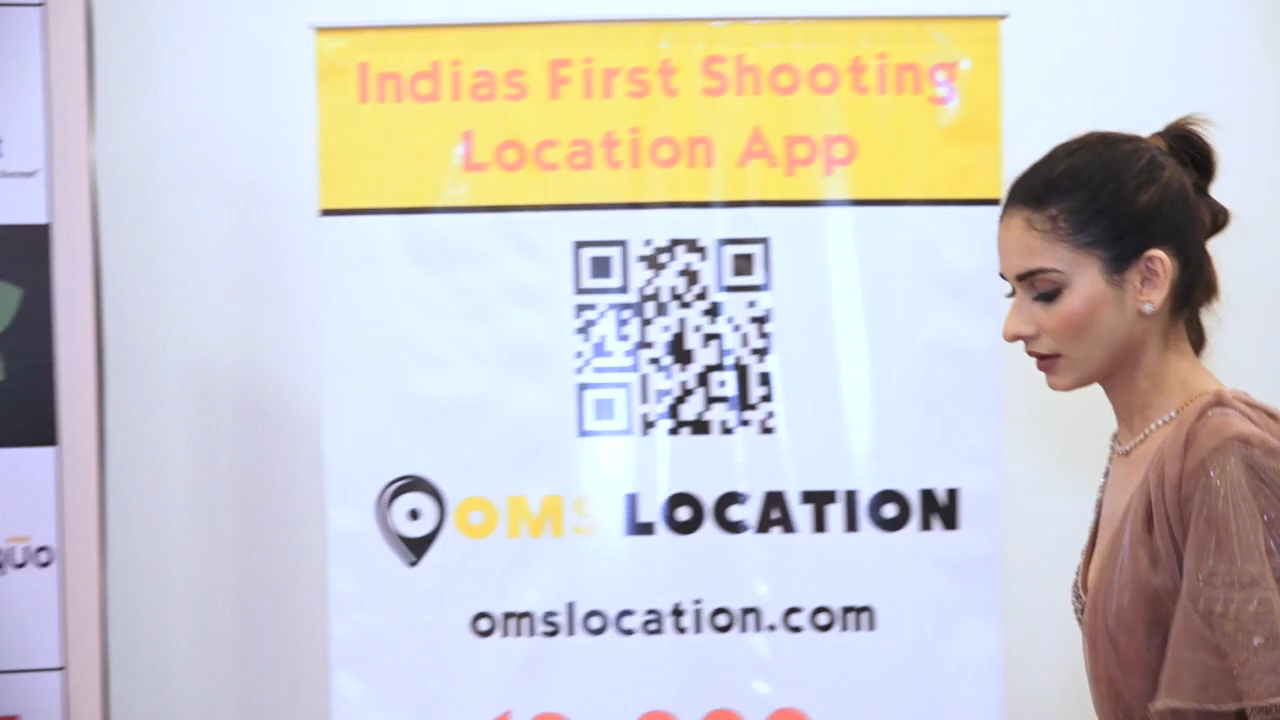 Indias First Shooting
Location App
OMS LOCATION
omslocation.com